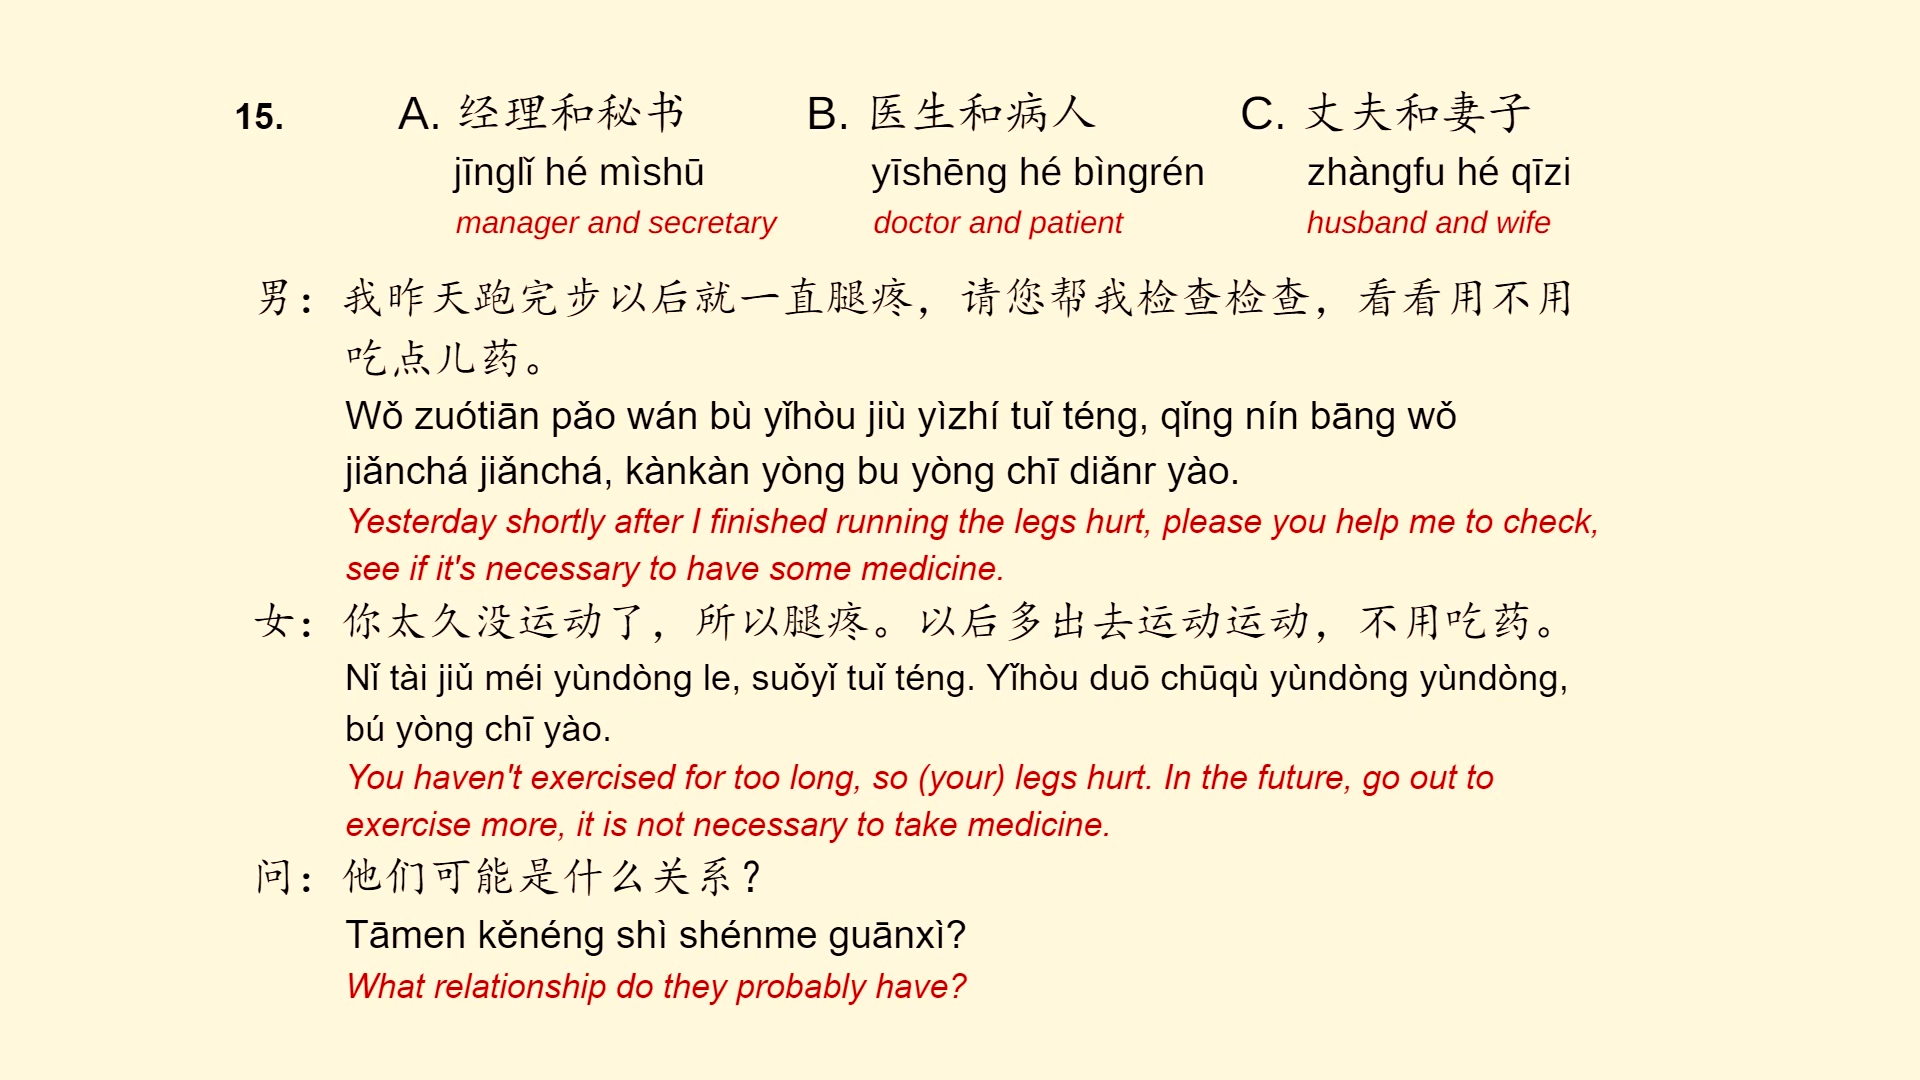 15. A. 经理和秘书 B. 医生和病人 C. 丈夫和妻子
jīnglǐ hé mìshū yīshēng hé bìngrén zhàngfu hé qīzi
manager and secretary doctor and patient husband and wife
男：我昨天跑完步以后就一直腿疼，请您帮我检查检查，看看用不用
吃点儿药。
Wǒ zuótiān pǎo wán bù yǐhòu jiù yìzhí tuǐ téng, qǐng nín bāng wǒ
jiǎnchá jiǎnchá, kànkàn yòng bu yòng chī diǎnr yào.
Yesterday shortly after I finished running the legs hurt, please you help me to check,
see if it's necessary to have some medicine.
女：你太久没运动了，所以腿疼。以后多出去运动运动，不用吃药。
Nǐ tài jiǔ méi yùndòng le, suǒyǐ tuǐ téng. Yǐhòu duō chūqù yùndòng yùndòng,
bú yòng chī yào.
You haven't exercised for too long, so (your) legs hurt. In the future, go out to
exercise more, it is not necessary to take medicine.
问：他们可能是什么关系？
Tāmen kěnéng shì shénme guānxì?
What relationship do they probably have?